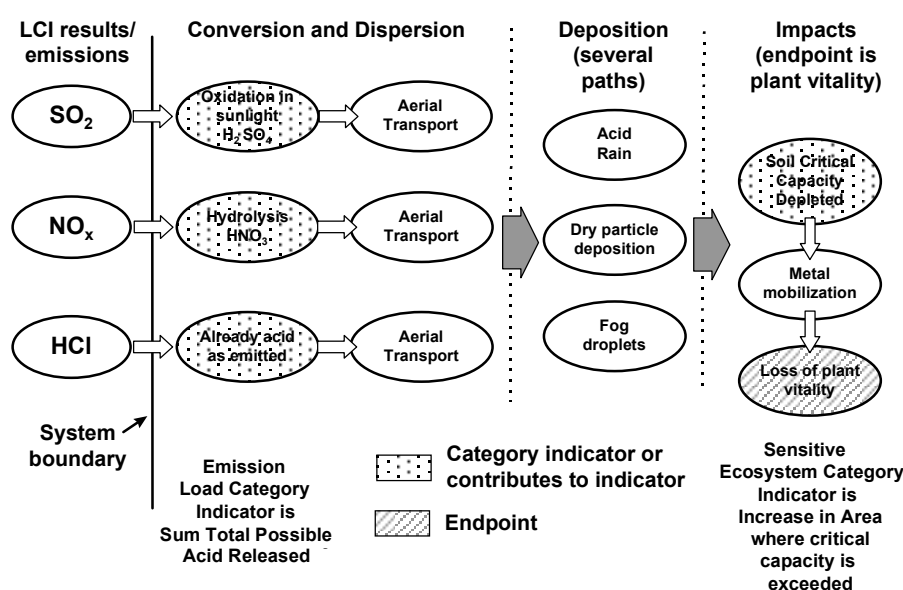 LCI results/
emissions
Conversion and Dispersion
Deposition
(several
paths)
Impacts
(endpoint is
plant vitality)
SO2
Oxidation in
sunlight
H2SO4
Aerial
Transport
NOx
Hydrolysis
HNO3
Aerial
Transport
HCl
Already acid
as emitted
Aerial
Transport
Acid
Rain
Dry particle
deposition
Fog
droplets
Soil Critical
Capacity
Depleted
Metal
mobilization
Loss of plant
vitality
System
boundary
Emission
Load Category
Indicator is
Sum Total Possible
Acid Released
Category indicator or
contributes to indicator
Endpoint
Sensitive
Ecosystem Category
Indicator is
Increase in Area
where critical
capacity is
exceeded